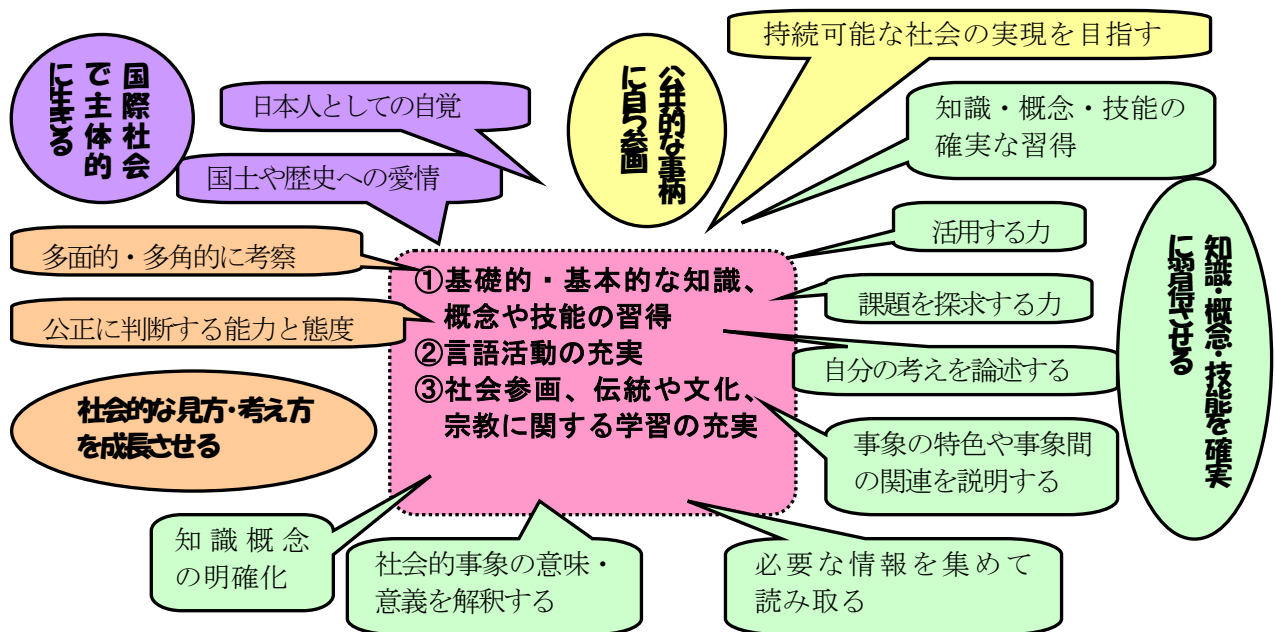 国際社会
で主体的
に生きる
日本人としての自覚
国土や歴史への愛情
公共的な事柄
に自ら参画
持続可能な社会の実現を目指す
知識・概念・技能の
確実な習得
活用する力
課題を探求する力
自分の考えを論述する
事象の特色や事象間
の関連を説明する
知識・概念・技能を確実
に習得させる
多面的・多角的に考察
公正に判断する能力と態度
社会的な見方・考え方
を成長させる
①基礎的・基本的な知識、
概念や技能の習得
②言語活動の充実
③社会参画、伝統や文化、
宗教に関する学習の充実
知識概念
の明確化
社会的事象の意味・
意義を解釈する
必要な情報を集めて
読み取る